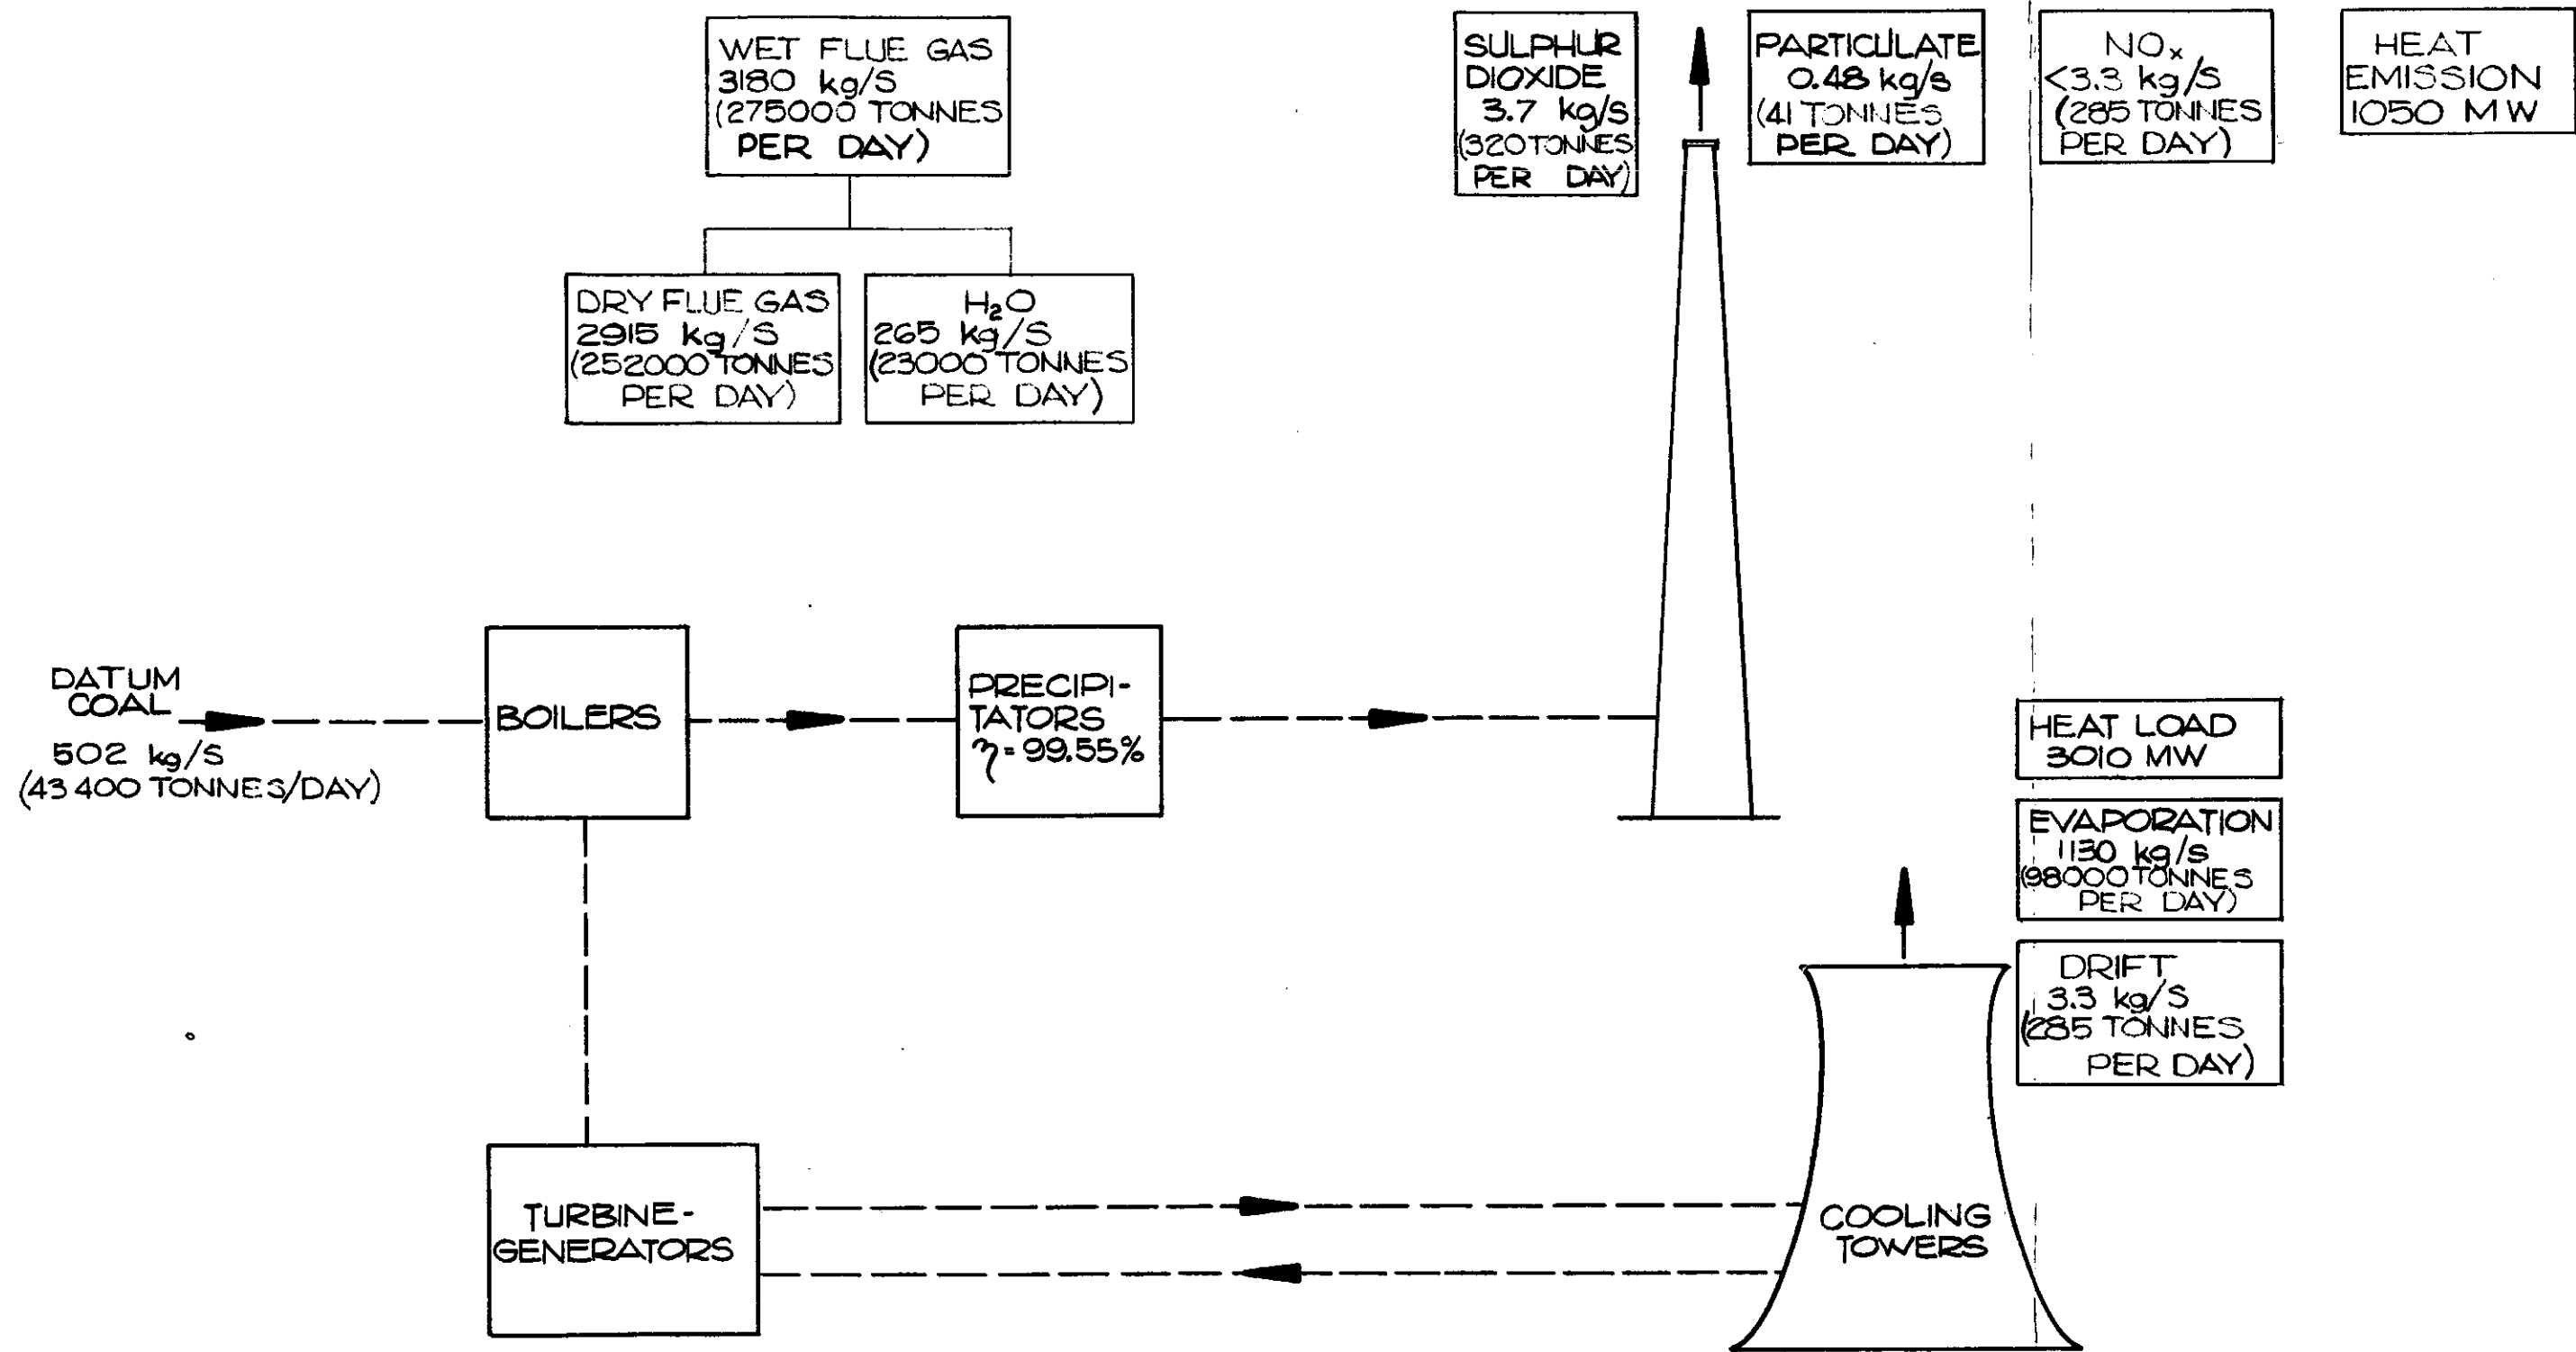 WET FLUE GAS
3180 kg/S
(275000 TONNES
PER DAY)
DRY FLUE GAS
2915 kg/S
(252000 TONNES
PER DAY)
H₂O
265 kg/S
(23000 TONNES
PER DAY)
SULPHUR
DIOXIDE
3.7 kg/s
(320 TONNES
PER DAY)
PARTICULATE
0.48 kg/s
(41 TONNES
PER DAY)
NOₓ
<3.3 kg/S
(285 TONNES
PER DAY)
HEAT
EMISSION
1050 MW
DATUM
COAL
502 kg/S
(43400 TONNES/DAY)
BOILERS
PRECIPI-
TATORS
η=99.55%
HEAT LOAD
3010 MW
EVAPORATION
1130 kg/s
(98000 TONNES
PER DAY)
DRIFT
3.3 kg/S
(285 TONNES
PER DAY)
TURBINE-
GENERATORS
COOLING
TOWERS